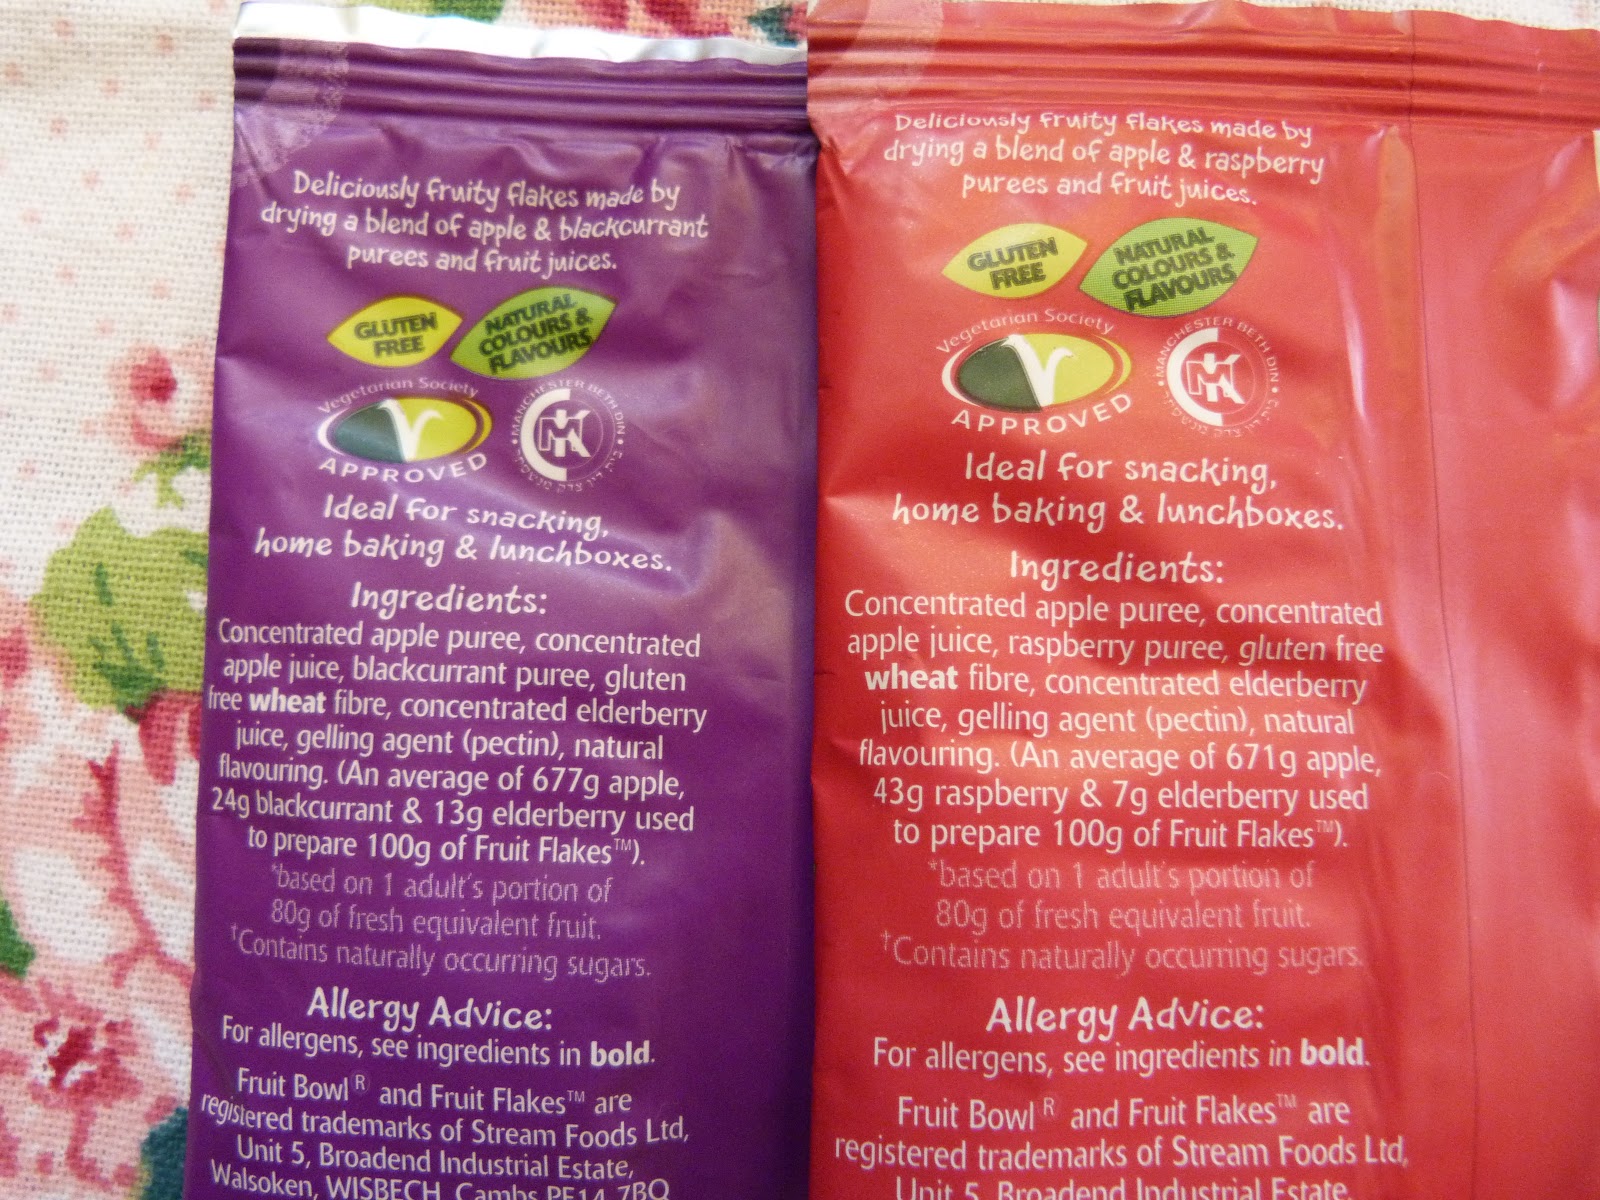 Deliciously fruity flakes made by
drying a blend of apple & blackcurrant
purees and fruit juices.
GLUTEN
FREE
NATURAL
COLOURS &
FLAVOURS
Vegetarian Society
APPROVED
MANCHESTER BETH DIN
MK
Ideal for snacking,
home baking & lunchboxes.
Ingredients:
Concentrated apple puree, concentrated
apple juice, blackcurrant puree, gluten
free wheat fibre, concentrated elderberry
juice, gelling agent (pectin), natural
flavouring. (An average of 677g apple,
24g blackcurrant & 13g elderberry used
to prepare 100g of Fruit Flakes™).
*based on 1 adult's portion of
80g of fresh equivalent fruit.
†Contains naturally occurring sugars.
Allergy Advice:
For allergens, see ingredients in bold.
Fruit Bowl® and Fruit Flakes™ are
registered trademarks of Stream Foods Ltd,
Unit 5, Broadend Industrial Estate,
Walsoken, WISBECH, Cambs PE14 7BQ
Deliciously fruity flakes made by
drying a blend of apple & raspberry
purees and fruit juices.
GLUTEN
FREE
NATURAL
COLOURS &
FLAVOURS
Vegetarian Society
APPROVED
MANCHESTER BETH DIN
MK
Ideal for snacking,
home baking & lunchboxes.
Ingredients:
Concentrated apple puree, concentrated
apple juice, raspberry puree, gluten free
wheat fibre, concentrated elderberry
juice, gelling agent (pectin), natural
flavouring. (An average of 671g apple,
43g raspberry & 7g elderberry used
to prepare 100g of Fruit Flakes™).
*based on 1 adult's portion of
80g of fresh equivalent fruit.
†Contains naturally occurring sugars.
Allergy Advice:
For allergens, see ingredients in bold.
Fruit Bowl® and Fruit Flakes™ are
registered trademarks of Stream Foods Ltd,
Unit 5, Broadend Industrial Estate,